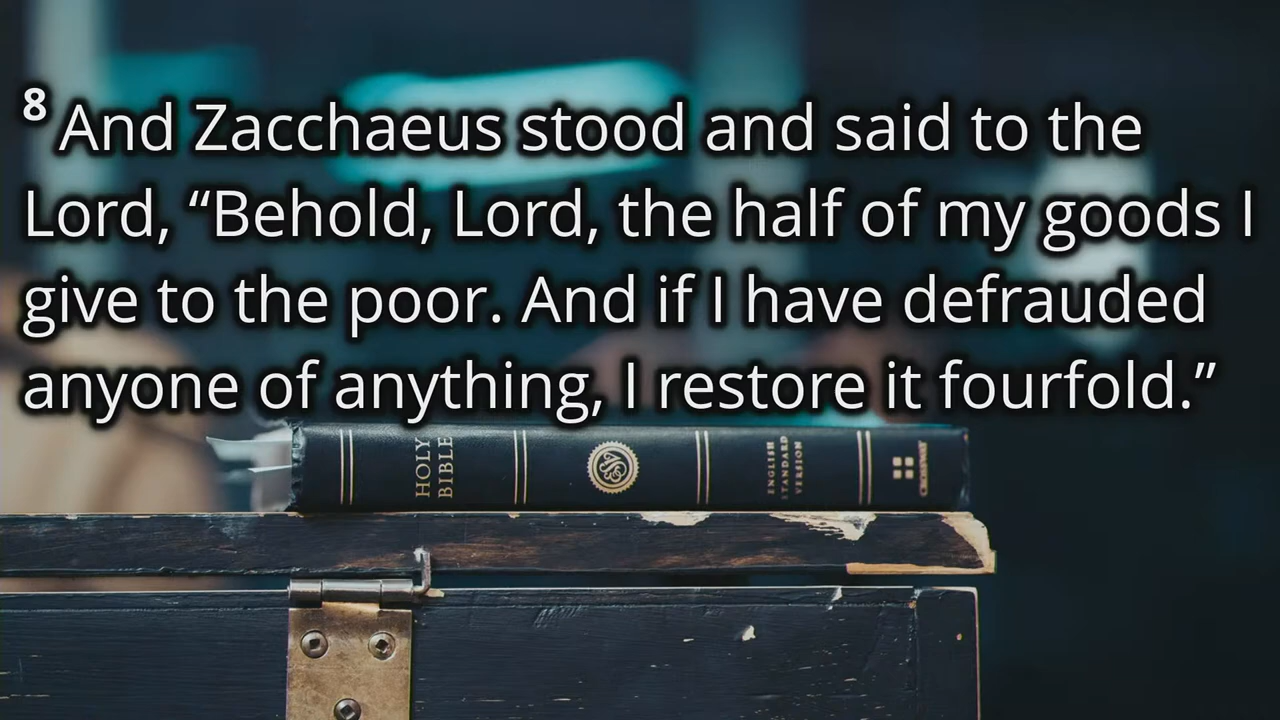 8 And Zacchaeus stood and said to the
Lord, “Behold, Lord, the half of my goods I
give to the poor. And if I have defrauded
anyone of anything, I restore it fourfold.”
HOLY
BIBLE
ENGLISH
STANDARD
VERSION
CROSSWAY